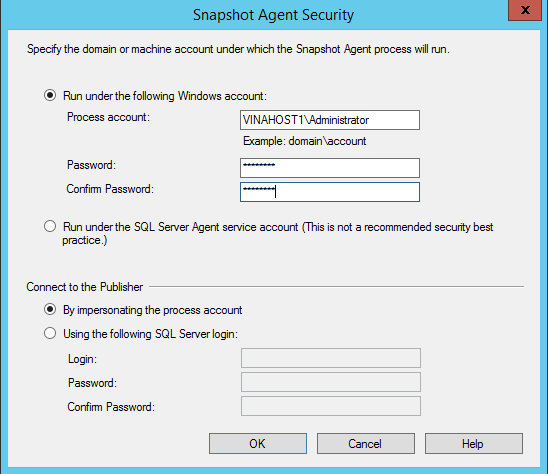 Snapshot Agent Security
x
Specify the domain or machine account under which the Snapshot Agent process will run.
Run under the following Windows account:
Process account:
VINAHOST1\Administrator
Example: domain\account
Password:
********
Confirm Password:
********
Run under the SQL Server Agent service account (This is not a recommended security best
practice.)
Connect to the Publisher
By impersonating the process account
Using the following SQL Server login:
Login:
Password:
Confirm Password:
OK
Cancel
Help